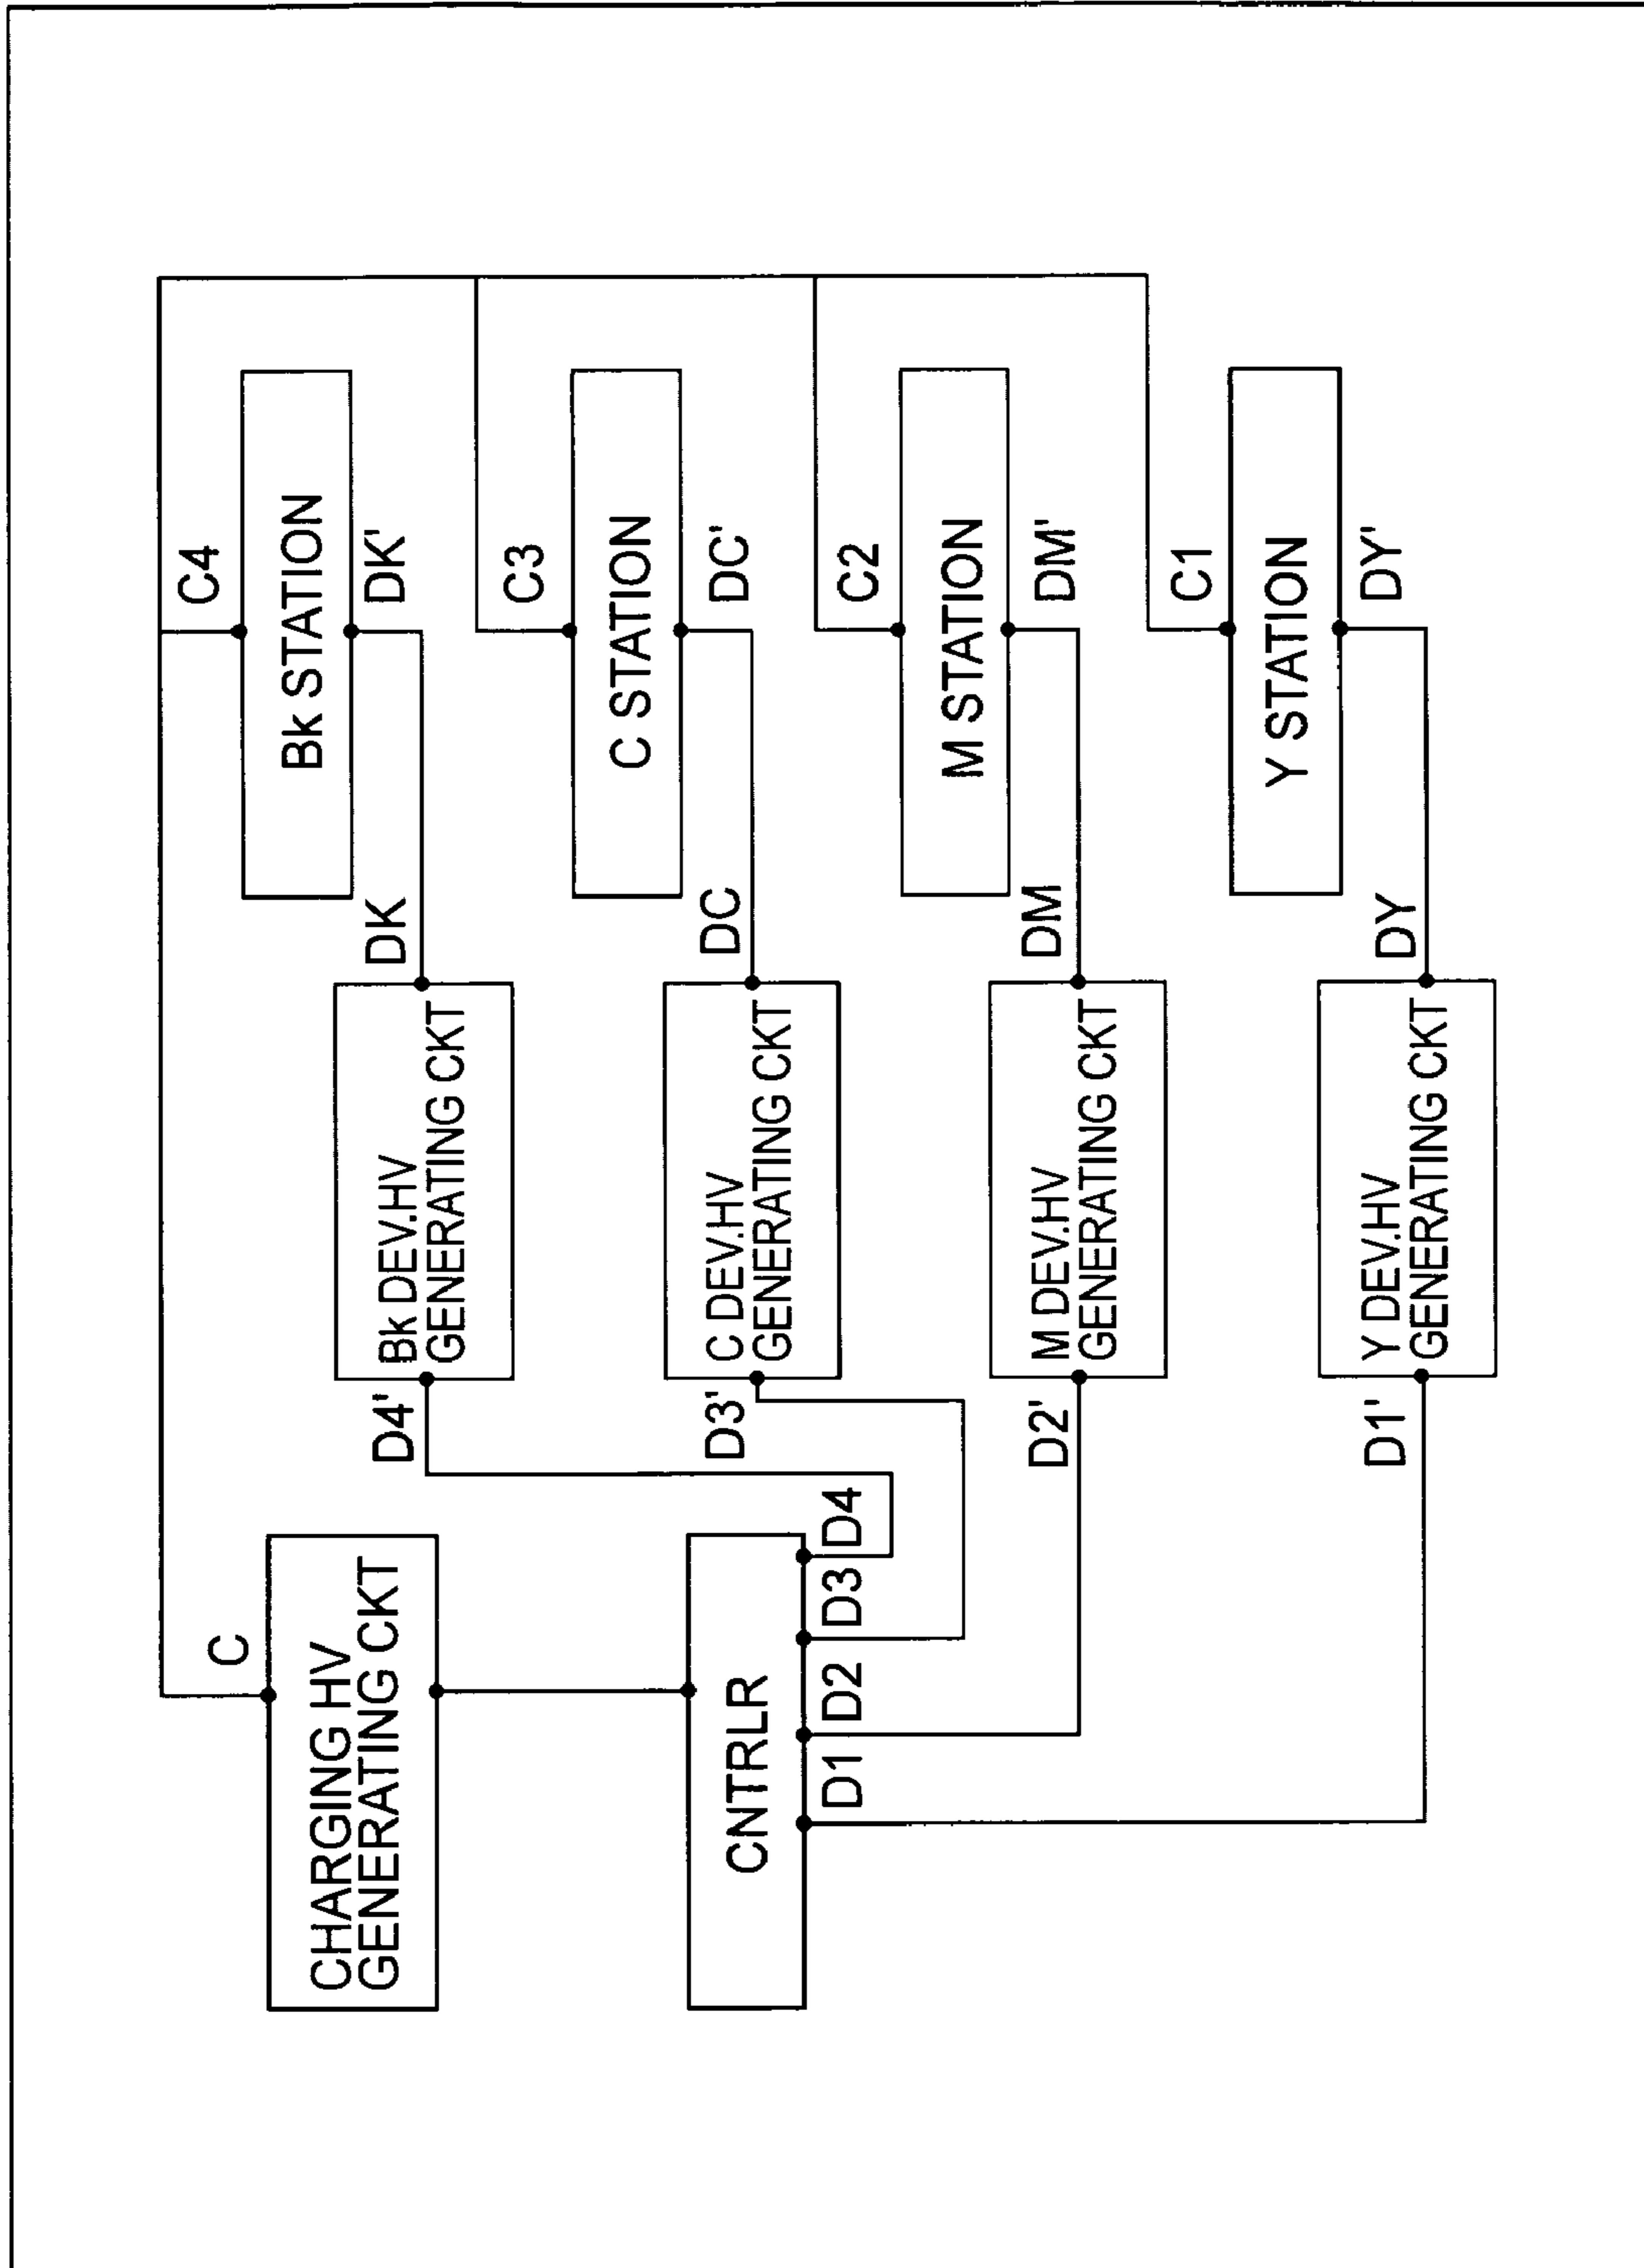 C
CHARGING HV
GENERATING CKT
CNTRLR
D1
D2
D3
D4
D4'
Bk DEV.HV
GENERATING CKT
DK
D3'
C DEV.HV
GENERATING CKT
DC
D2'
M DEV.HV
GENERATING CKT
DM
D1'
Y DEV.HV
GENERATING CKT
DY
C4
Bk STATION
DK'
C3
C STATION
DC'
C2
M STATION
DM'
C1
Y STATION
DY'